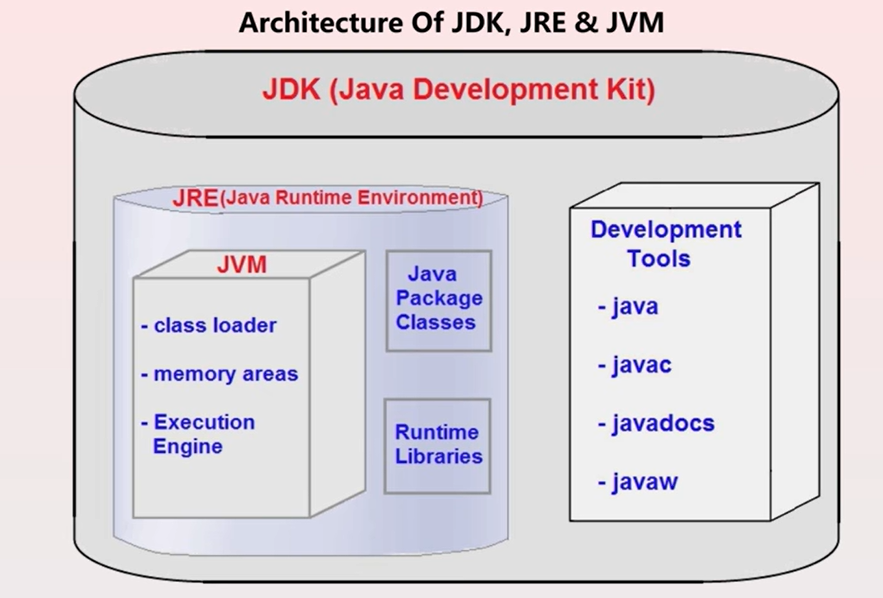 Architecture Of JDK, JRE & JVM
JDK (Java Development Kit)
JRE(Java Runtime Environment)
JVM
- class loader
- memory areas
- Execution
Engine
Java
Package
Classes
Runtime
Libraries
Development
Tools
- java
- javac
- javadocs
- javaw